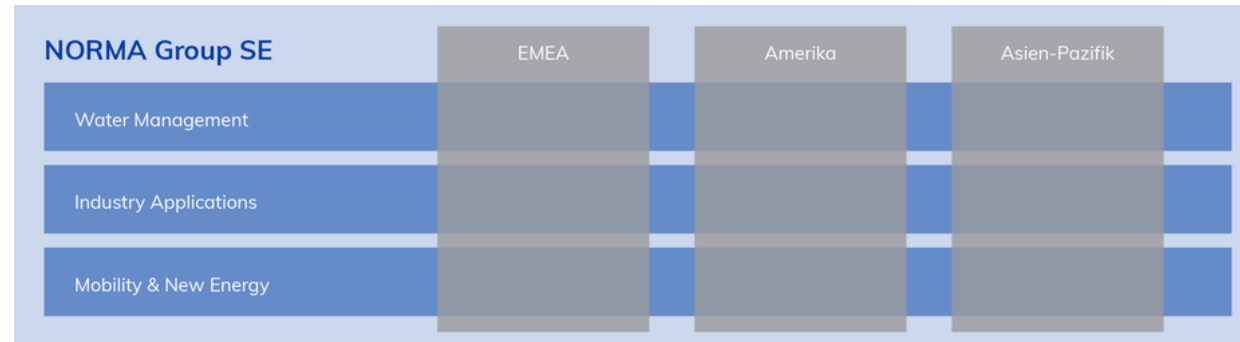 NORMA Group SE
EMEA
Amerika
Asien-Pazifik
Water Management
Industry Applications
Mobility & New Energy